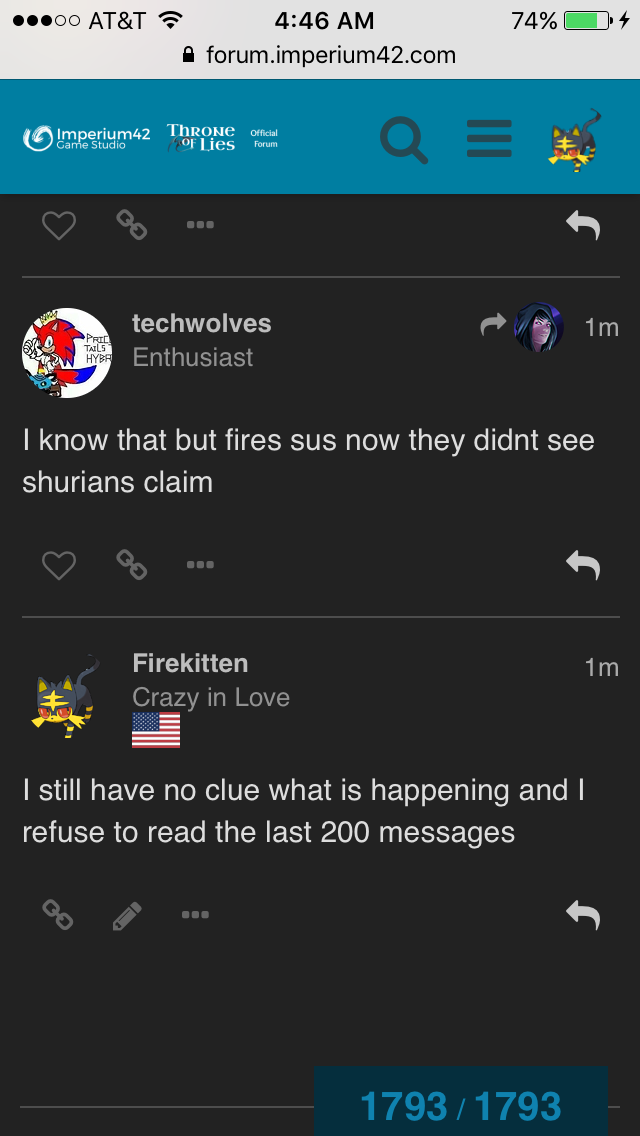 AT&T 4:46 AM 74%
forum.imperium42.com
Imperium42 Game Studio THRONE OF LIES Official Forum
techwolves 1m
Enthusiast
I know that but fires sus now they didnt see
shurians claim
Firekitten 1m
Crazy in Love
I still have no clue what is happening and I
refuse to read the last 200 messages
1793 / 1793